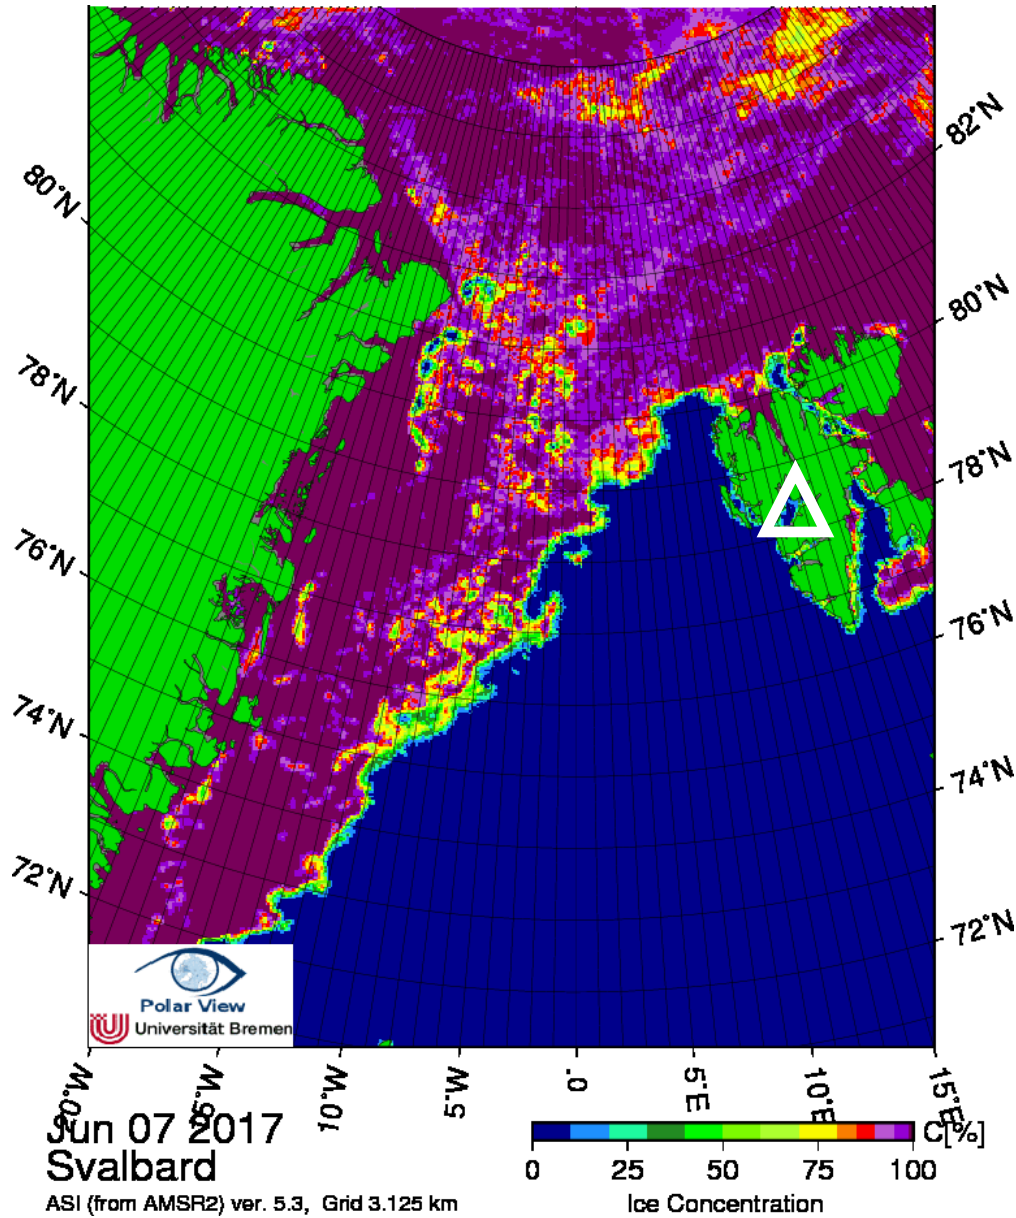 82°N
80°N
80°N
78°N
78°N
76°N
76°N
74°N
74°N
72°N
72°N
Polar View
Universität Bremen
20°W
15°W
10°W
5°W
0°
5°E
10°E
15°E
Jun 07 2017
Svalbard
ASI (from AMSR2) ver. 5.3, Grid 3.125 km
C[%]
0 25 50 75 100
Ice Concentration